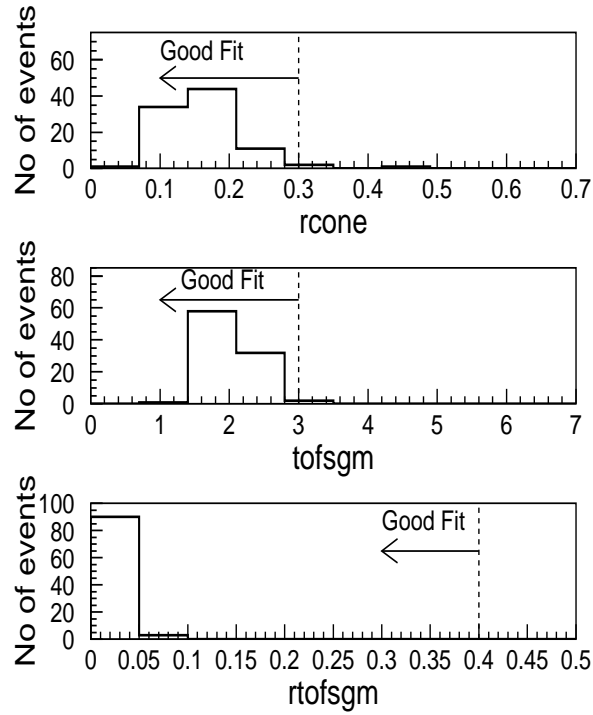 No of events
60
40
20
0
Good Fit
0 0.1 0.2 0.3 0.4 0.5 0.6 0.7
rcone
No of events
80
60
40
20
0
Good Fit
0 1 2 3 4 5 6 7
tofsgm
No of events
100
80
60
40
20
0
Good Fit
0 0.05 0.1 0.15 0.2 0.25 0.3 0.35 0.4 0.45 0.5
rtofsgm